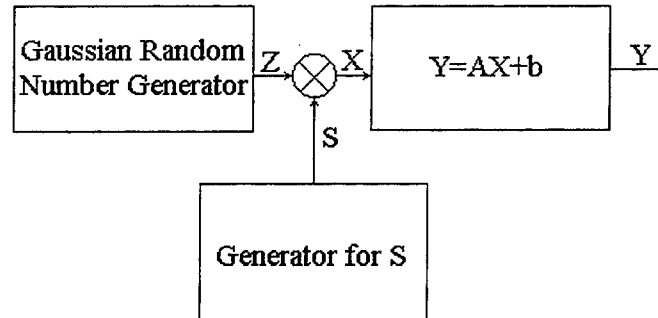 Gaussian Random
Number Generator
Z
X
Y=AX+b
Y
S
Generator for S